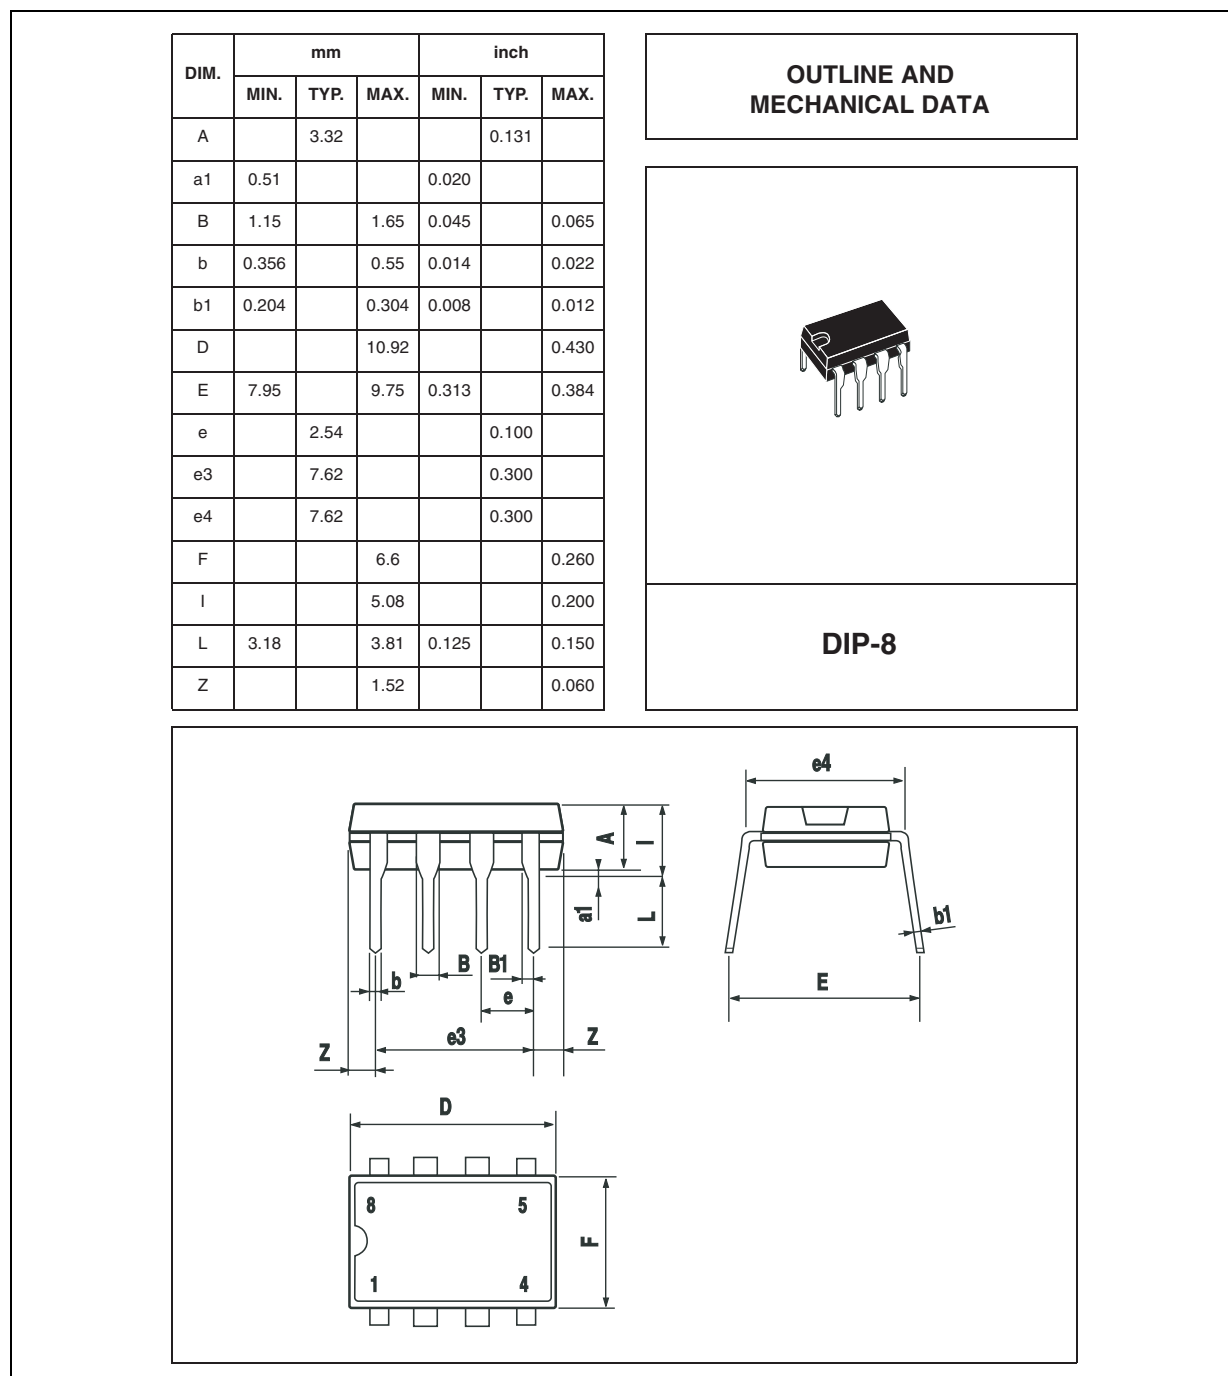 DIM. mm inch
MIN. TYP. MAX. MIN. TYP. MAX.
A 3.32 0.131
a1 0.51 0.020
B 1.15 1.65 0.045 0.065
b 0.356 0.55 0.014 0.022
b1 0.204 0.304 0.008 0.012
D 10.92 0.430
E 7.95 9.75 0.313 0.384
e 2.54 0.100
e3 7.62 0.300
e4 7.62 0.300
F 6.6 0.260
I 5.08 0.200
L 3.18 3.81 0.125 0.150
Z 1.52 0.060
OUTLINE AND
MECHANICAL DATA
DIP-8
A I
a1 L
b B B1
e
Z e3 Z
e4
b1
E
D
8 5
F
1 4